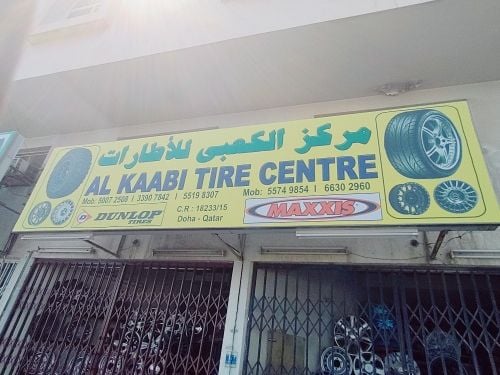 مركز الكعبي للأطارات
AL KAABI TIRE CENTRE
Mob: 5007 2508 I 3390 7842 I 5519 8307
Mob: 5574 9854 I 6630 2960
DUNLOP
TIRES
C.R : 16233/15
Doha - Qatar
MAXXIS